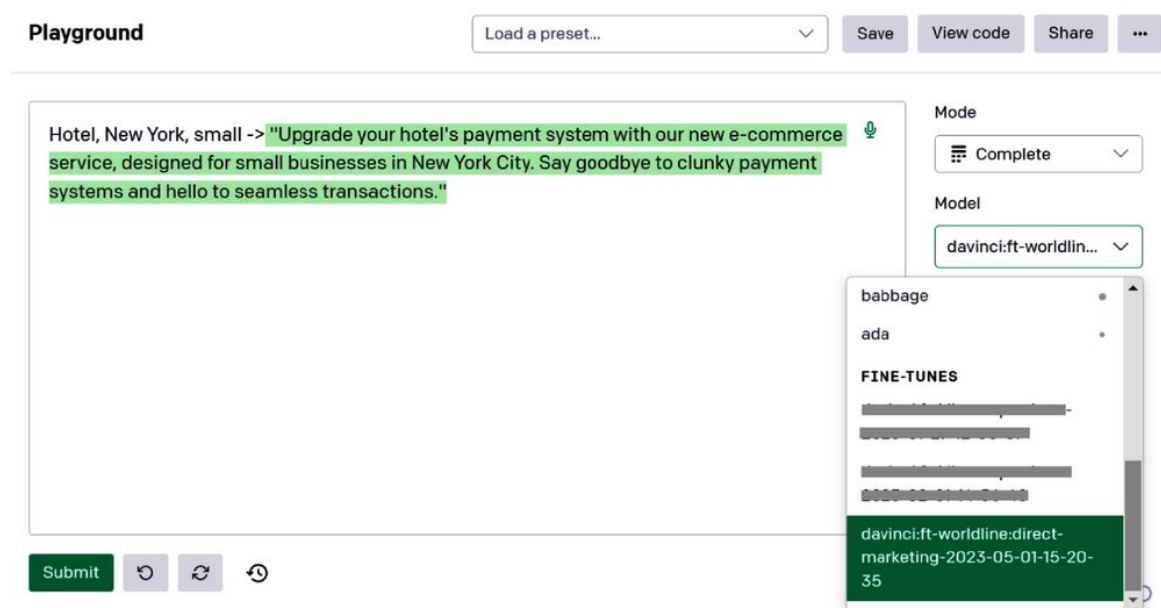 Playground
Load a preset...
Save
View code
Share
Hotel, New York, small -> "Upgrade your hotel's payment system with our new e-commerce
service, designed for small businesses in New York City. Say goodbye to clunky payment
systems and hello to seamless transactions."
Mode
Complete
Model
davinci:ft-worldlin...
babbage
ada
FINE-TUNES
davinci:ft-worldline:direct-
marketing-2023-05-01-15-20-
35
Submit